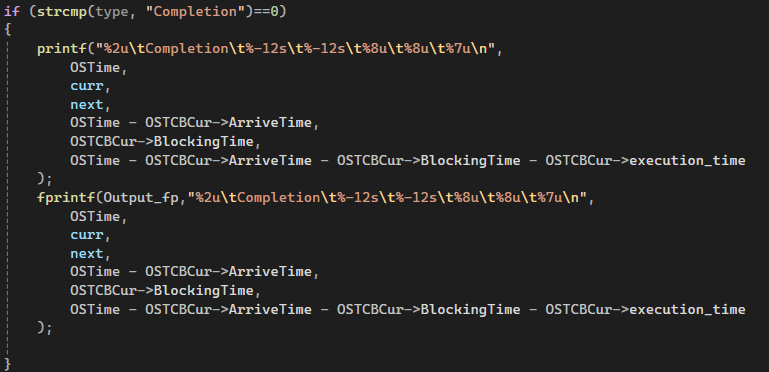 if (strcmp(type, "Completion")==0)
{
    printf("%2u\tCompletion\t%-12s\t%-12s\t%8u\t%8u\t%7u\n",
        OSTime,
        curr,
        next,
        OSTime - OSTCBCur->ArriveTime,
        OSTCBCur->BlockingTime,
        OSTime - OSTCBCur->ArriveTime - OSTCBCur->BlockingTime - OSTCBCur->execution_time
    );
    fprintf(Output_fp,"%2u\tCompletion\t%-12s\t%-12s\t%8u\t%8u\t%7u\n",
        OSTime,
        curr,
        next,
        OSTime - OSTCBCur->ArriveTime,
        OSTCBCur->BlockingTime,
        OSTime - OSTCBCur->ArriveTime - OSTCBCur->BlockingTime - OSTCBCur->execution_time
    );
}